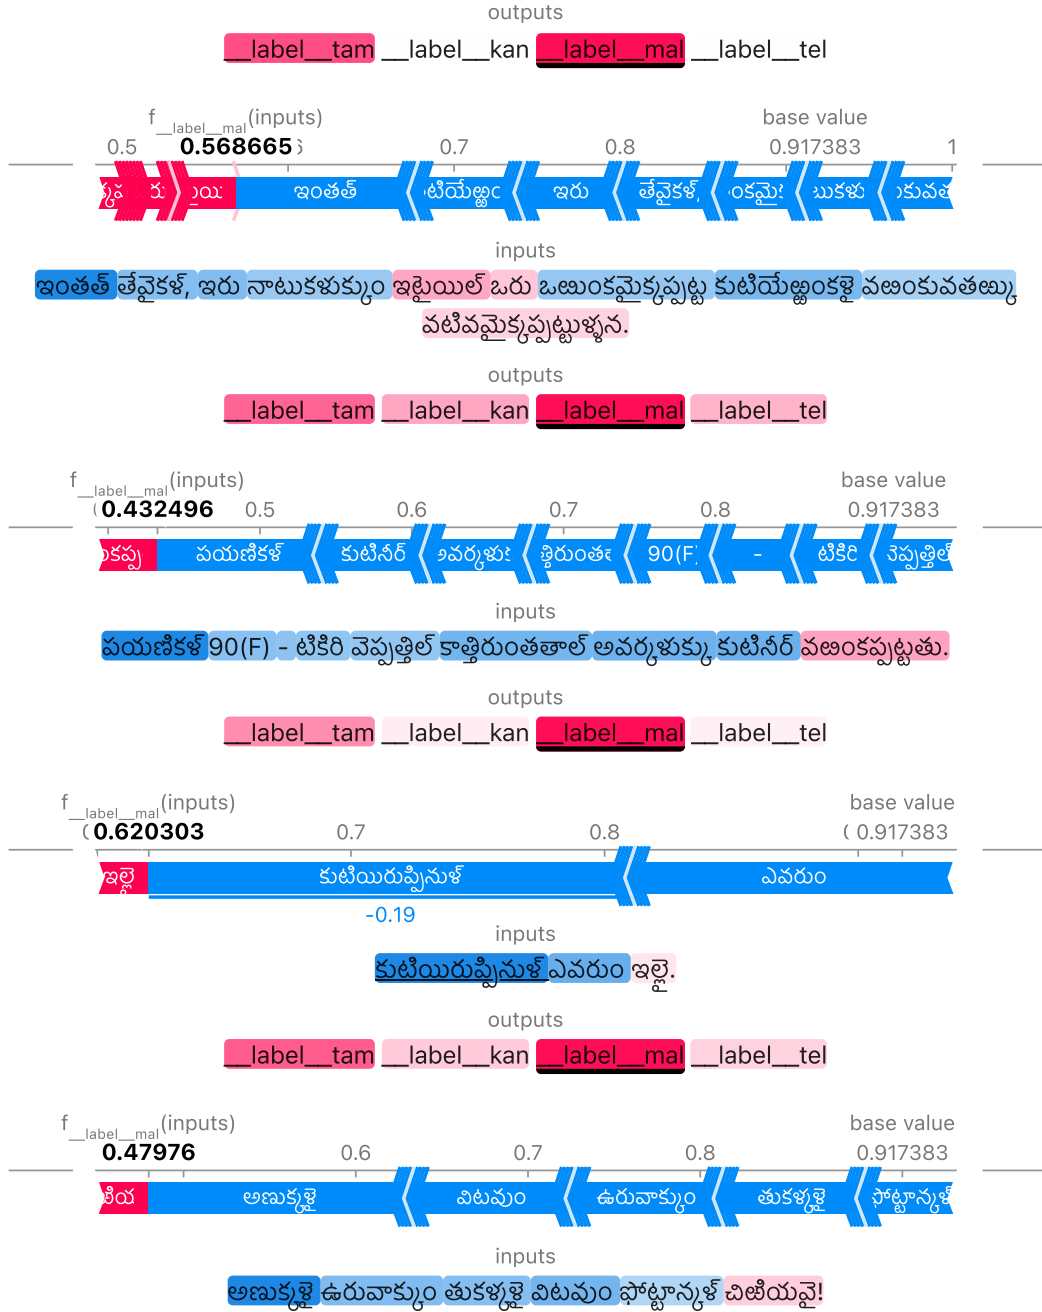 outputs
__label__tam __label__kan __label__mal __label__tel
f__label__mal(inputs) base value
0.5 0.568665 0.7 0.8 0.917383 1
ఇంతత్ ఇరు తేవైకళ్,
inputs
ఇంతత్ తేవైకళ్, ఇరు నాటుకళుక్కుం ఇటైయిల్ ఒరు ఒఴుంకమైక్కప్పట్ట కుటియేఱ్ఱంకళై వఴంకువతఱ్కు
వటివమైక్కప్పట్టుళ్ళన.
outputs
__label__tam __label__kan __label__mal __label__tel
f__label__mal(inputs) base value
0.432496 0.5 0.6 0.7 0.8 0.917383
పయణికళ్ కుటినీర్ 90(F) -
inputs
పయణికళ్ 90(F) - టికిరి వెప్పత్తిల్ కాత్తిరుంతతాల్ అవర్కళుక్కు కుటినీర్ వఴంకప్పట్టతు.
outputs
__label__tam __label__kan __label__mal __label__tel
f__label__mal(inputs) base value
0.620303 0.7 0.8 0.917383
ఇల్లై కుటియిరుప్పినుళ్ ఎవరుం
-0.19
inputs
కుటియిరుప్పినుళ్ ఎవరుం ఇల్లై.
outputs
__label__tam __label__kan __label__mal __label__tel
f__label__mal(inputs) base value
0.47976 0.6 0.7 0.8 0.917383
అణుక్కళై విటవుం ఉరువాక్కుం తుకళ్కళై ఫోట్టాన్కళ్
inputs
అణుక్కళై ఉరువాక్కుం తుకళ్కళై విటవుం ఫోట్టాన్కళ్ చిఱియవై!